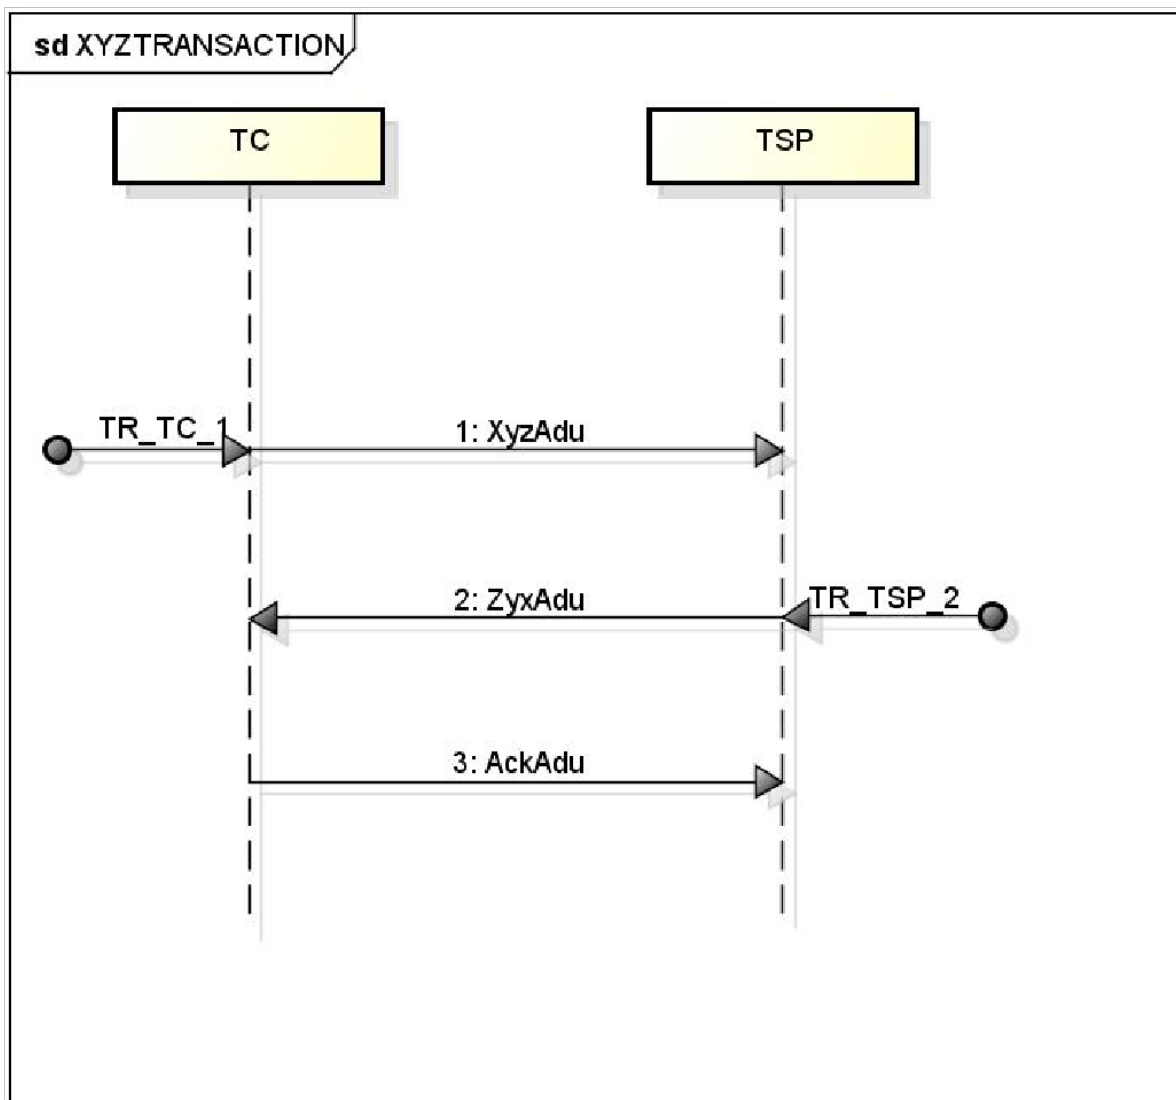 sd XYZTRANSACTION
TC
TSP
TR_TC_1
1: XyzAdu
2: ZyxAdu
TR_TSP_2
3: AckAdu